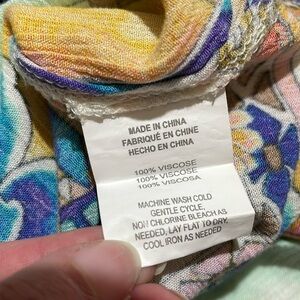 MADE IN CHINA
FABRIQUÉ EN CHINE
HECHO EN CHINA
100% VISCOSE
100% VISCOSE
100% VISCOSA
MACHINE WASH COLD
GENTLE CYCLE,
NON CHLORINE BLEACH AS
NEEDED, LAY FLAT TO DRY,
COOL IRON AS NEEDED